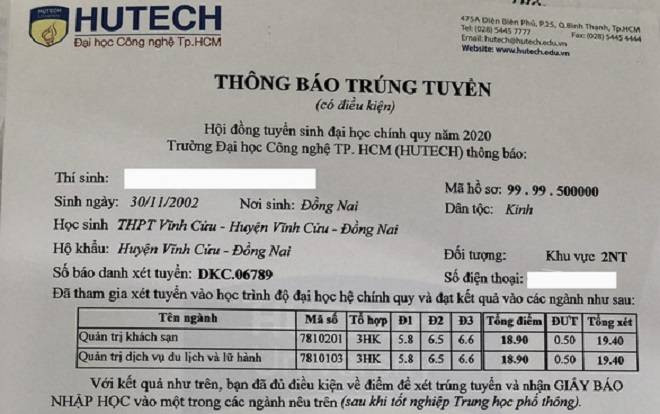 HUTECH
HUTECH
Đại học Công nghệ Tp.HCM
475A Điện Biên Phủ, P.25, Q.Bình Thạnh, Tp.HCM
Tel: (028) 5445 7777 Fax: (028) 5445 4444
Email: hutech@hutech.edu.vn
Website: www.hutech.edu.vn
THÔNG BÁO TRÚNG TUYỂN
(có điều kiện)
Hội đồng tuyển sinh đại học chính quy năm 2020
Trường Đại học Công nghệ TP. HCM (HUTECH) thông báo:
Thí sinh: Mã hồ sơ: 99.99.500000
Sinh ngày: 30/11/2002 Nơi sinh: Đồng Nai Dân tộc: Kinh
Học sinh THPT Vĩnh Cửu - Huyện Vĩnh Cửu - Đồng Nai
Hộ khẩu: Huyện Vĩnh Cửu - Đồng Nai Đối tượng: Khu vực 2NT
Số báo danh xét tuyển: DKC.06789 Số điện thoại:
Đã tham gia xét tuyển vào học trình độ đại học hệ chính quy và đạt kết quả vào các ngành như sau:
Tên ngành Mã số Tổ hợp Đ1 Đ2 Đ3 Tổng điểm ĐƯT Tổng xét
Quản trị khách sạn 7810201 3HK 5.8 6.5 6.6 18.90 0.50 19.40
Quản trị dịch vụ du lịch và lữ hành 7810103 3HK 5.8 6.5 6.6 18.90 0.50 19.40
Với kết quả như trên, bạn đã đủ điều kiện về điểm để xét trúng tuyển và nhận GIẤY BÁO
NHẬP HỌC vào một trong các ngành nêu trên (sau khi tốt nghiệp Trung học phổ thông).